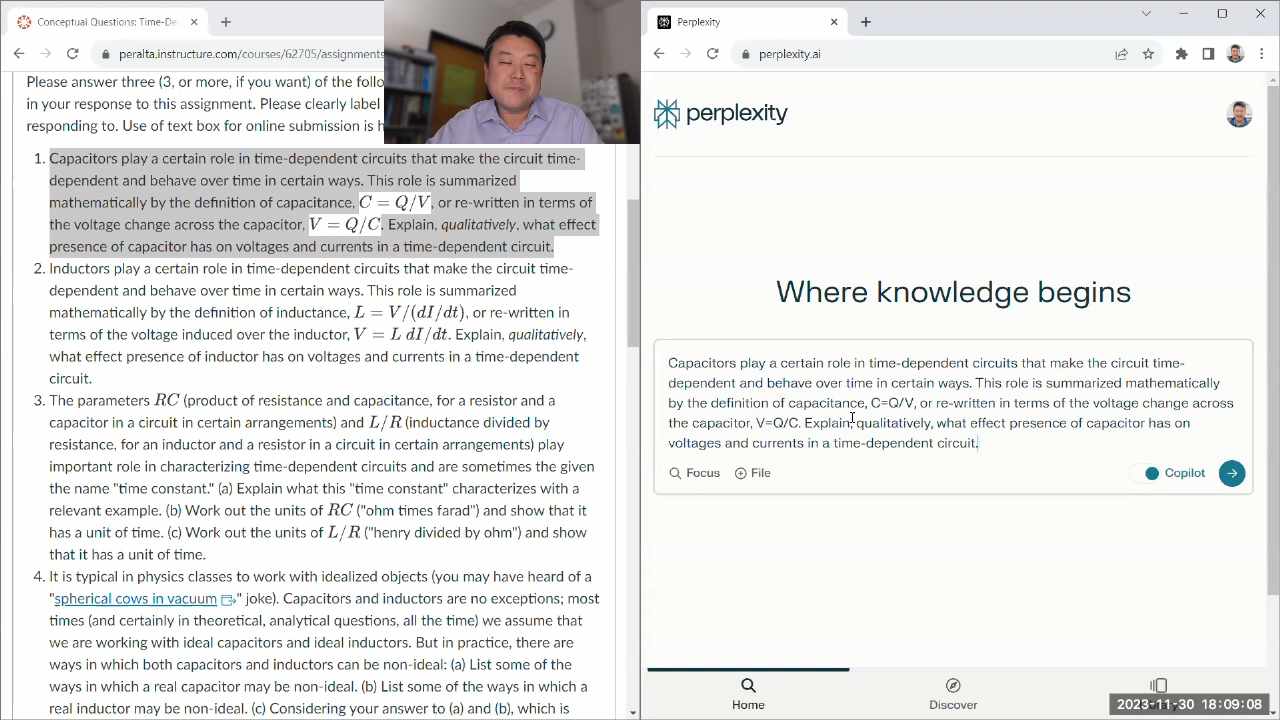 Conceptual Questions: Time-De
peralta.instructure.com/courses/62705/assignments
Please answer three (3, or more, if you want) of the follo
in your response to this assignment. Please clearly label
responding to. Use of text box for online submission is h
1. Capacitors play a certain role in time-dependent circuits that make the circuit time-
dependent and behave over time in certain ways. This role is summarized
mathematically by the definition of capacitance, C = Q/V, or re-written in terms of
the voltage change across the capacitor, V = Q/C. Explain, qualitatively, what effect
presence of capacitor has on voltages and currents in a time-dependent circuit.
2. Inductors play a certain role in time-dependent circuits that make the circuit time-
dependent and behave over time in certain ways. This role is summarized
mathematically by the definition of inductance, L = V/(dI/dt), or re-written in
terms of the voltage induced over the inductor, V = L dI/dt. Explain, qualitatively,
what effect presence of inductor has on voltages and currents in a time-dependent
circuit.
3. The parameters RC (product of resistance and capacitance, for a resistor and a
capacitor in a circuit in certain arrangements) and L/R (inductance divided by
resistance, for an inductor and a resistor in a circuit in certain arrangements) play
important role in characterizing time-dependent circuits and are sometimes the given
the name "time constant." (a) Explain what this "time constant" characterizes with a
relevant example. (b) Work out the units of RC ("ohm times farad") and show that it
has a unit of time. (c) Work out the units of L/R ("henry divided by ohm") and show
that it has a unit of time.
4. It is typical in physics classes to work with idealized objects (you may have heard of a
"spherical cows in vacuum" joke). Capacitors and inductors are no exceptions; most
times (and certainly in theoretical, analytical questions, all the time) we assume that
we are working with ideal capacitors and ideal inductors. But in practice, there are
ways in which both capacitors and inductors can be non-ideal: (a) List some of the
ways in which a real capacitor may be non-ideal. (b) List some of the ways in which a
real inductor may be non-ideal. (c) Considering your answer to (a) and (b), which is
Perplexity
perplexity.ai
perplexity
Where knowledge begins
Capacitors play a certain role in time-dependent circuits that make the circuit time-
dependent and behave over time in certain ways. This role is summarized mathematically
by the definition of capacitance, C=Q/V, or re-written in terms of the voltage change across
the capacitor, V=Q/C. Explain, qualitatively, what effect presence of capacitor has on
voltages and currents in a time-dependent circuit.
Focus File Copilot
Home Discover
2023-11-30 18:09:08